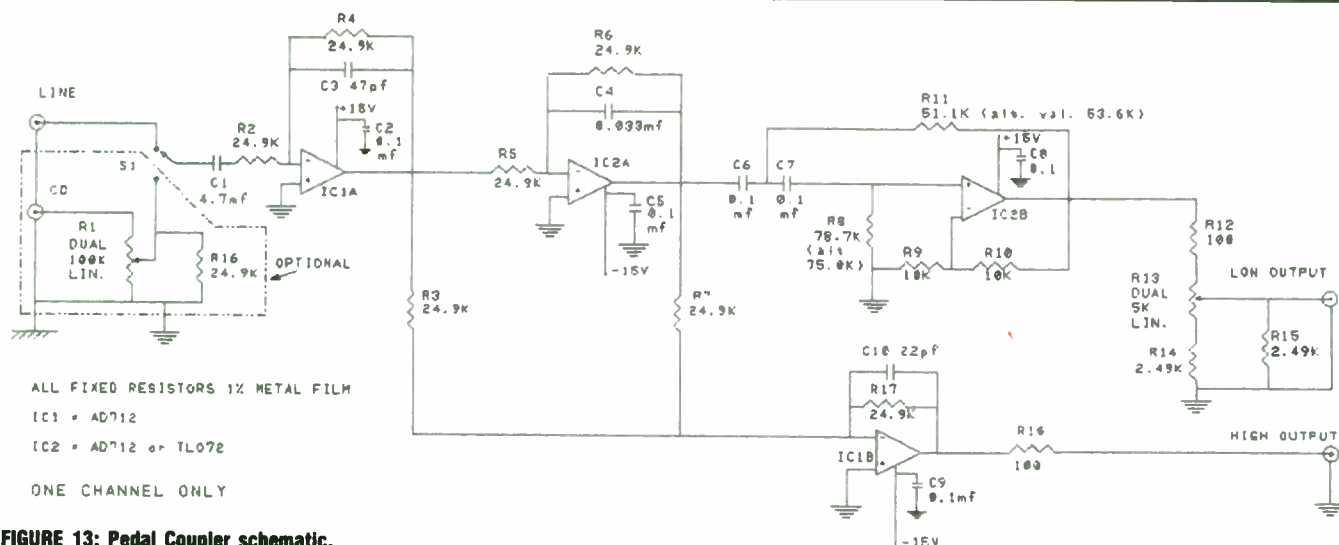 R4
24.9K
C3 47pf
+18V
C2
0.1
mf
LINE
R2
24.9K
S1
C1
4.7mf
IC1A
CD
R1
DUAL
100K
LIN.
R16
24.9K
OPTIONAL
R6
24.9K
C4
0.033mf
R5
24.9K
IC2A
C5
0.1
mf
-15V
R3
24.9K
R7
24.9K
R11
51.1K (alt. val. 53.6K)
+15V
C8
0.1
C6
0.1
mf
C7
0.1
mf
IC2B
R8
78.7K
(alt
75.0K)
R9
10K
R10
10K
R12
100
R13
DUAL
5K
LIN.
LOW OUTPUT
R14
2.49K
R15
2.49K
C10 22pf
R17
24.9K
IC1B
R16
100
HIGH OUTPUT
C9
0.1mf
-15V
ALL FIXED RESISTORS 1% METAL FILM
IC1 = AD712
IC2 = AD712 or TL072
ONE CHANNEL ONLY
FIGURE 13: Pedal Coupler schematic.